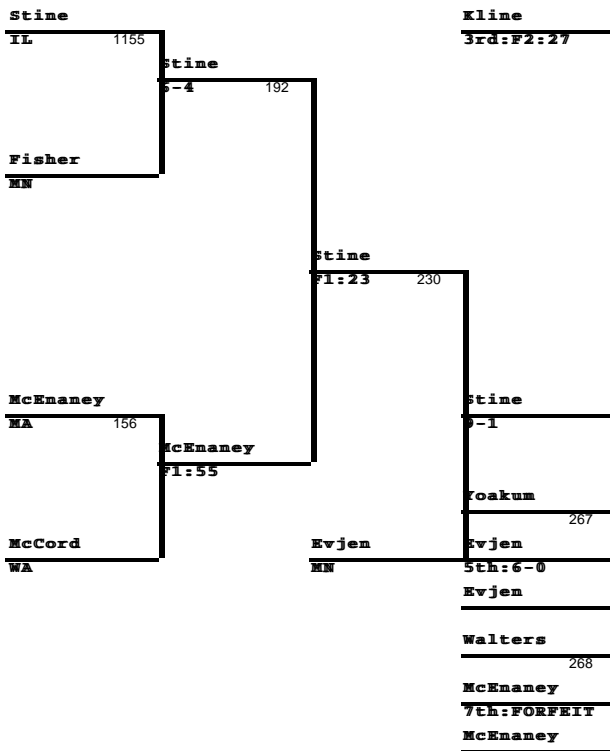 Stine
IL 1155
Kline
3rd:F2:27
Stine
6-4 192
Fisher
MN
Stine
F1:23 230
McEnaney
MA 156
Stine
9-1
McEnaney
F1:55
Yoakum
267
McCord
WA
Evjen
MN
Evjen
5th:6-0
Evjen
Walters
268
McEnaney
7th:FORFEIT
McEnaney